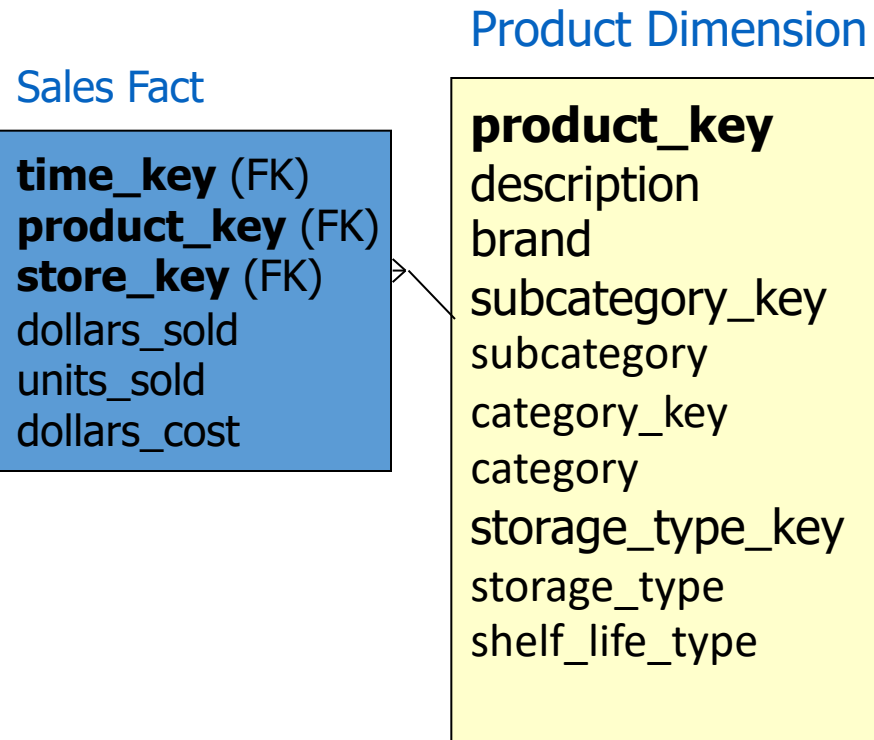 Sales Fact
time_key (FK)
product_key (FK)
store_key (FK)
dollars_sold
units_sold
dollars_cost
Product Dimension
product_key
description
brand
subcategory_key
subcategory
category_key
category
storage_type_key
storage_type
shelf_life_type